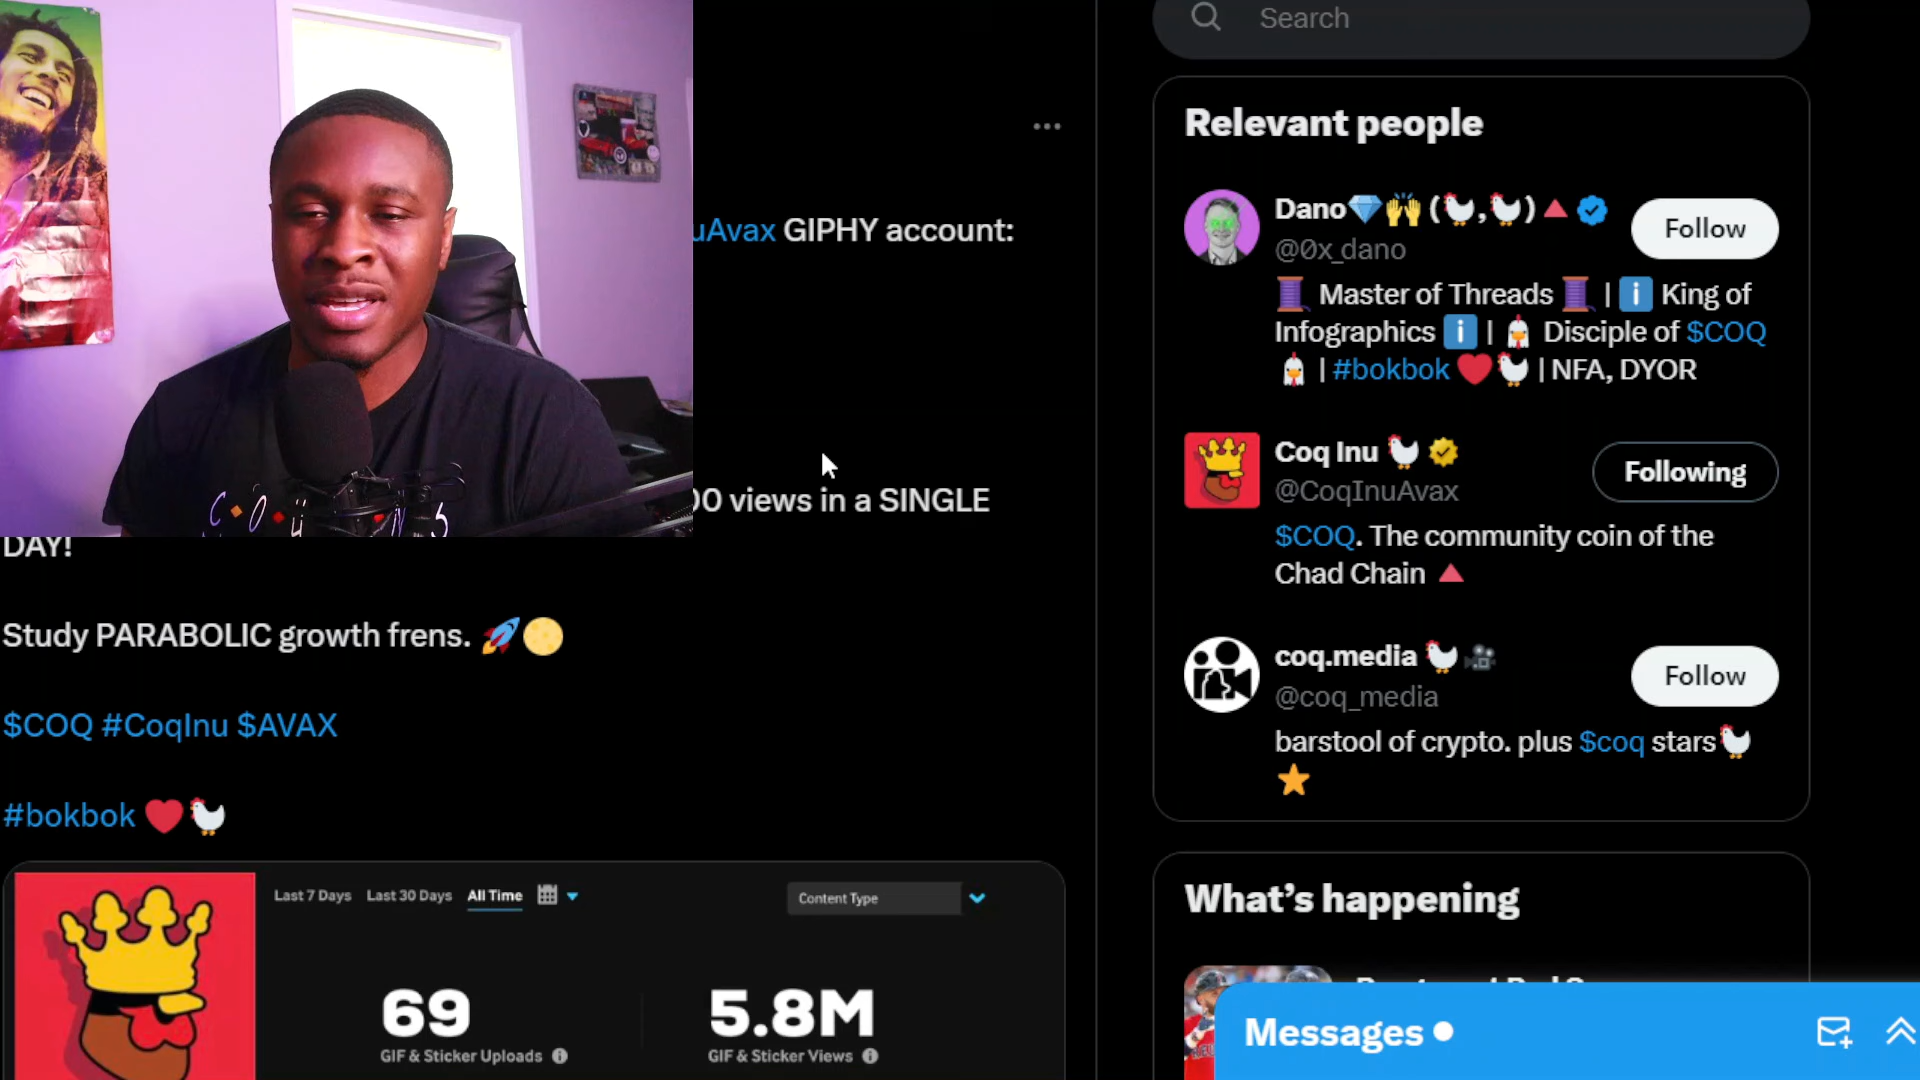 uAvax GIPHY account:
00 views in a SINGLE
DAY!
Study PARABOLIC growth frens. 🚀🌕
$COQ #CoqInu $AVAX
#bokbok ❤️🐓
Last 7 Days Last 30 Days All Time
Content Type
69
GIF & Sticker Uploads
5.8M
GIF & Sticker Views
Search
Relevant people
Dano💎🙌 (🐓,🐓)🔺
@0x_dano
Follow
🧵 Master of Threads 🧵 | ℹ️ King of
Infographics ℹ️ | 🐔 Disciple of $COQ
🐔 | #bokbok ❤️🐓 | NFA, DYOR
Coq Inu 🐓
@CoqInuAvax
Following
$COQ. The community coin of the
Chad Chain 🔺
coq.media 🐓🎥
@coq_media
Follow
barstool of crypto. plus $coq stars🐓
⭐
What's happening
Messages